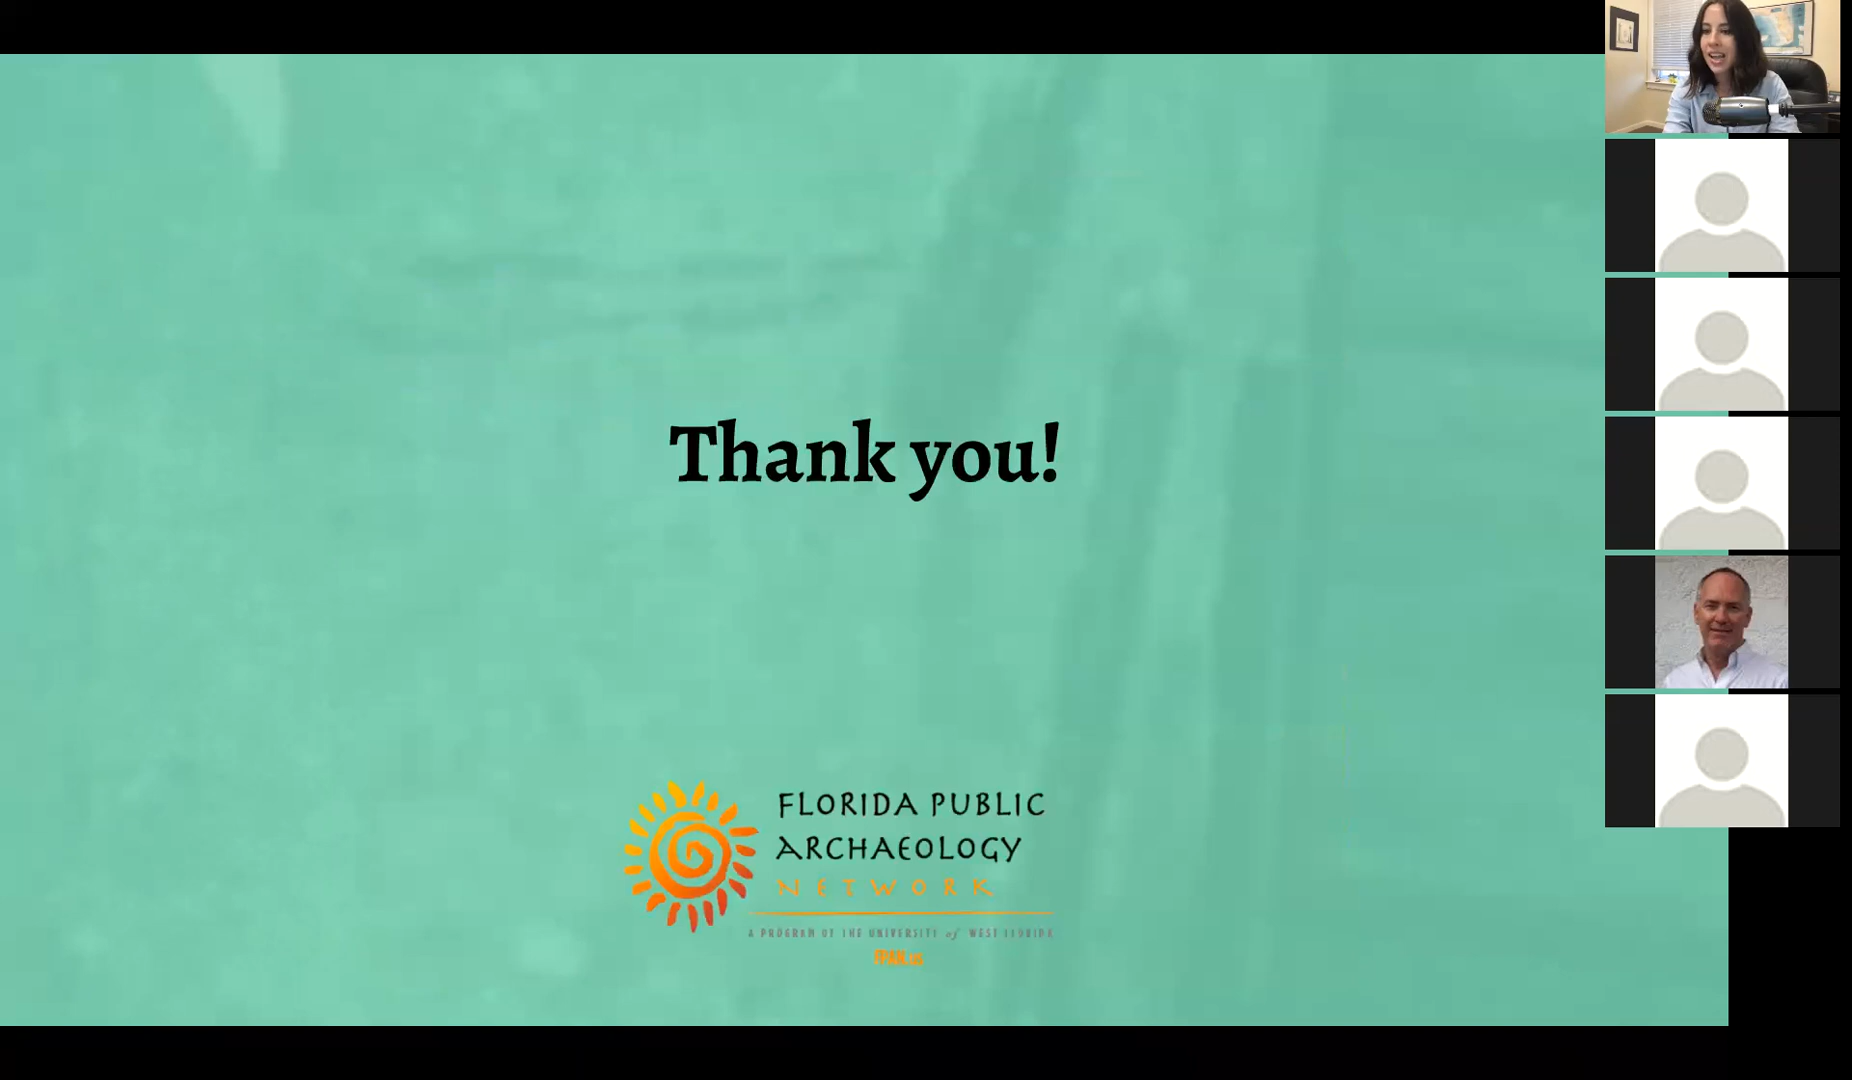 Thank you!
FLORIDA PUBLIC
ARCHAEOLOGY
NETWORK
A PROGRAM OF THE UNIVERSITY of WEST FLORIDA
FPAN.us